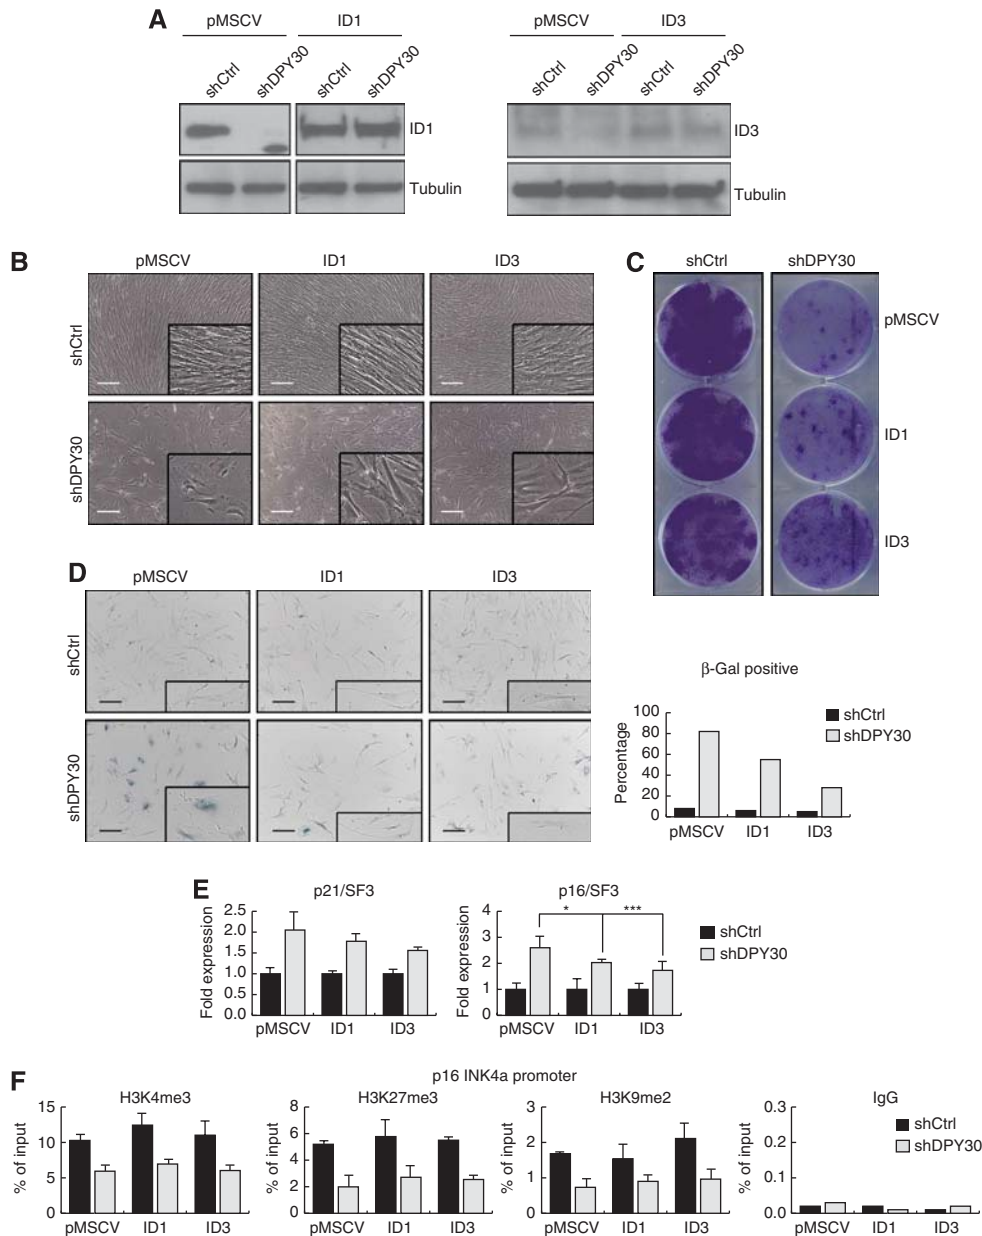 A
pMSCV ID1 pMSCV ID3
shCtrl shDPY30 shCtrl shDPY30 shCtrl shDPY30 shCtrl shDPY30
ID1 ID3
Tubulin Tubulin
B
pMSCV ID1 ID3
shCtrl
shDPY30
C
shCtrl shDPY30
pMSCV
ID1
ID3
D
pMSCV ID1 ID3
shCtrl
shDPY30
β-Gal positive
Percentage
100
80
60
40
20
0
pMSCV ID1 ID3
shCtrl
shDPY30
E
p21/SF3
Fold expression
2.5
2.0
1.5
1.0
0.5
0.0
pMSCV ID1 ID3
p16/SF3
Fold expression
4
3
2
1
0
* ***
pMSCV ID1 ID3
shCtrl
shDPY30
F
p16 INK4a promoter
H3K4me3
% of input
15
10
5
0
pMSCV ID1 ID3
H3K27me3
% of input
8
6
4
2
0
pMSCV ID1 ID3
H3K9me2
% of input
3
2
1
0
pMSCV ID1 ID3
IgG
% of input
0.3
0.2
0.1
0.0
pMSCV ID1 ID3
shCtrl
shDPY30